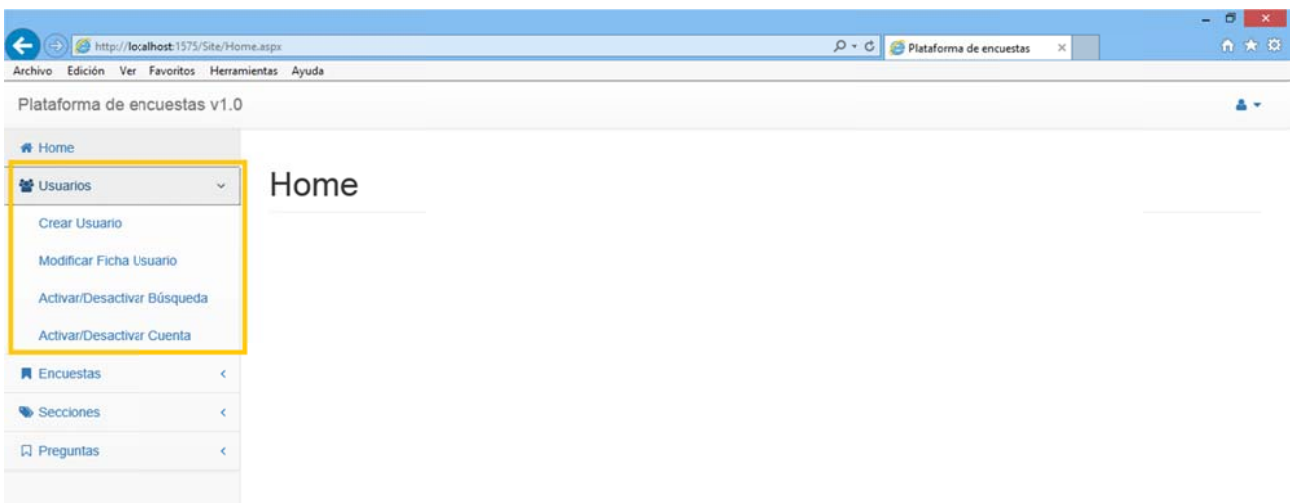 http://localhost:1575/Site/Home.aspx
Plataforma de encuestas
Archivo Edición Ver Favoritos Herramientas Ayuda
Plataforma de encuestas v1.0
Home
Usuarios
Home
Crear Usuario
Modificar Ficha Usuario
Activar/Desactivar Búsqueda
Activar/Desactivar Cuenta
Encuestas
Secciones
Preguntas